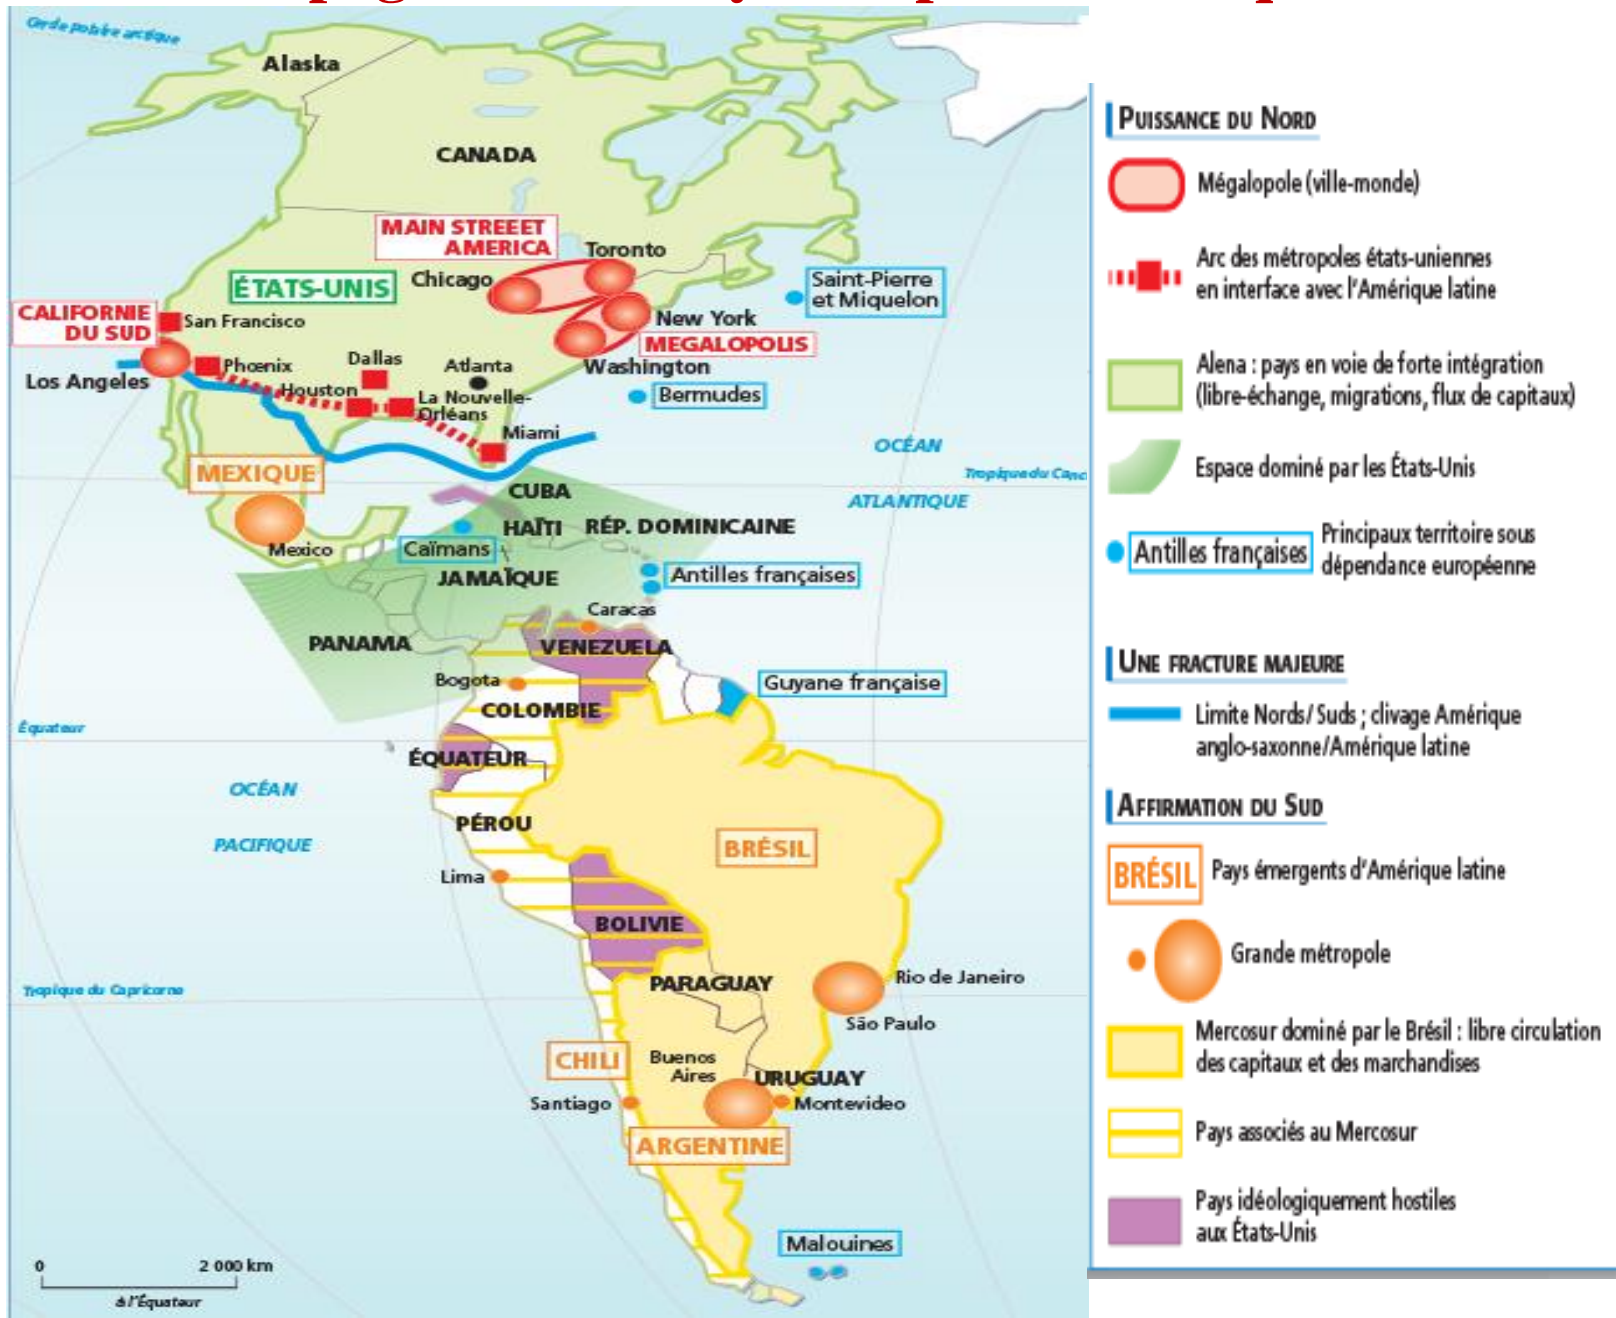 Cercle polaire arctique
Alaska
CANADA
MAIN STREEET
AMERICA
Toronto
Chicago
ÉTATS-UNIS
Saint-Pierre
et Miquelon
CALIFORNIE
DU SUD
San Francisco
New York
MEGALOPOLIS
Washington
Los Angeles
Phœnix
Dallas
Atlanta
Houston
La Nouvelle-
Orléans
Bermudes
Miami
OCÉAN
ATLANTIQUE
Tropique du Canc
MEXIQUE
Mexico
CUBA
HAÏTI
RÉP. DOMINICAINE
Caïmans
JAMAÏQUE
Antilles françaises
Caracas
PANAMA
VENEZUELA
Bogota
Guyane française
COLOMBIE
Équateur
ÉQUATEUR
OCÉAN
PACIFIQUE
PÉROU
BRÉSIL
Lima
BOLIVIE
Tropique du Capricorne
PARAGUAY
Rio de Janeiro
São Paulo
CHILI
Buenos
Aires
URUGUAY
Santiago
Montevideo
ARGENTINE
Malouines
0 2 000 km
à l'Équateur
PUISSANCE DU NORD
Mégalopole (ville-monde)
Arc des métropoles états-uniennes
en interface avec l'Amérique latine
Alena : pays en voie de forte intégration
(libre-échange, migrations, flux de capitaux)
Espace dominé par les États-Unis
Antilles françaises
Principaux territoire sous
dépendance européenne
UNE FRACTURE MAJEURE
Limite Nords/ Suds ; clivage Amérique
anglo-saxonne/Amérique latine
AFFIRMATION DU SUD
BRÉSIL
Pays émergents d'Amérique latine
Grande métropole
Mercosur dominé par le Brésil : libre circulation
des capitaux et des marchandises
Pays associés au Mercosur
Pays idéologiquement hostiles
aux États-Unis